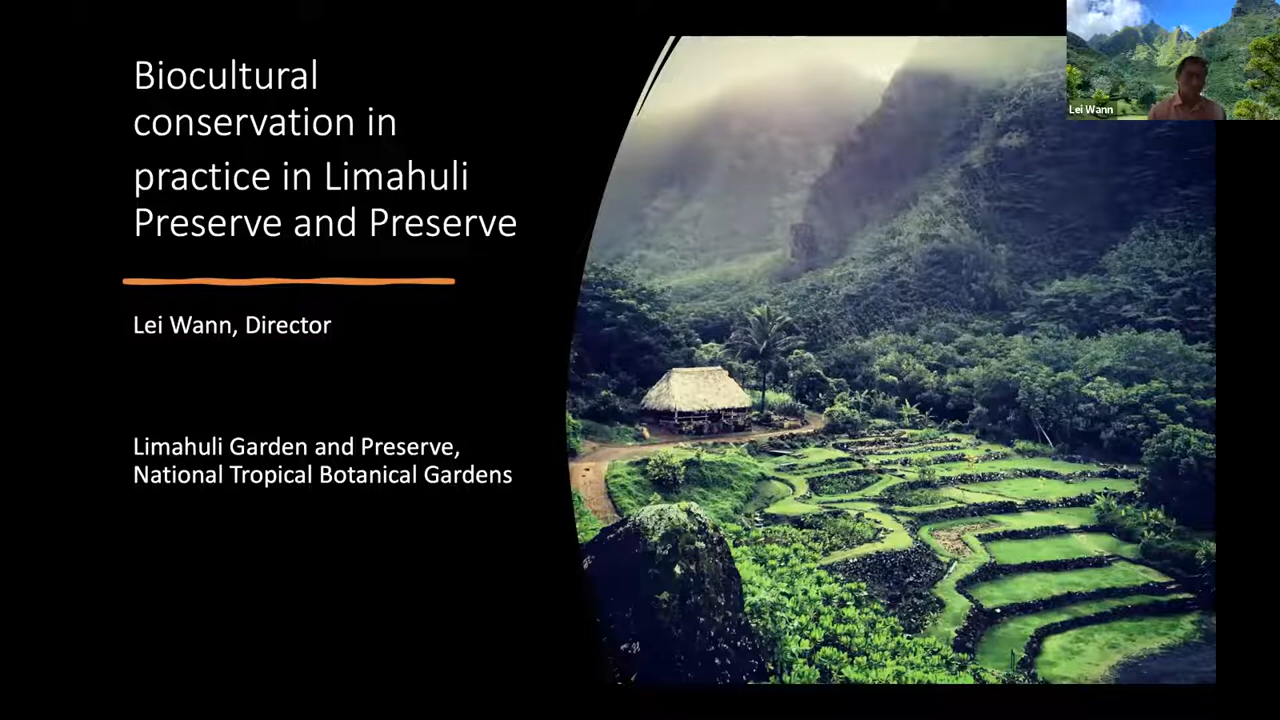 Biocultural
conservation in
practice in Limahuli
Preserve and Preserve
Lei Wann, Director
Limahuli Garden and Preserve,
National Tropical Botanical Gardens
Lei Wann